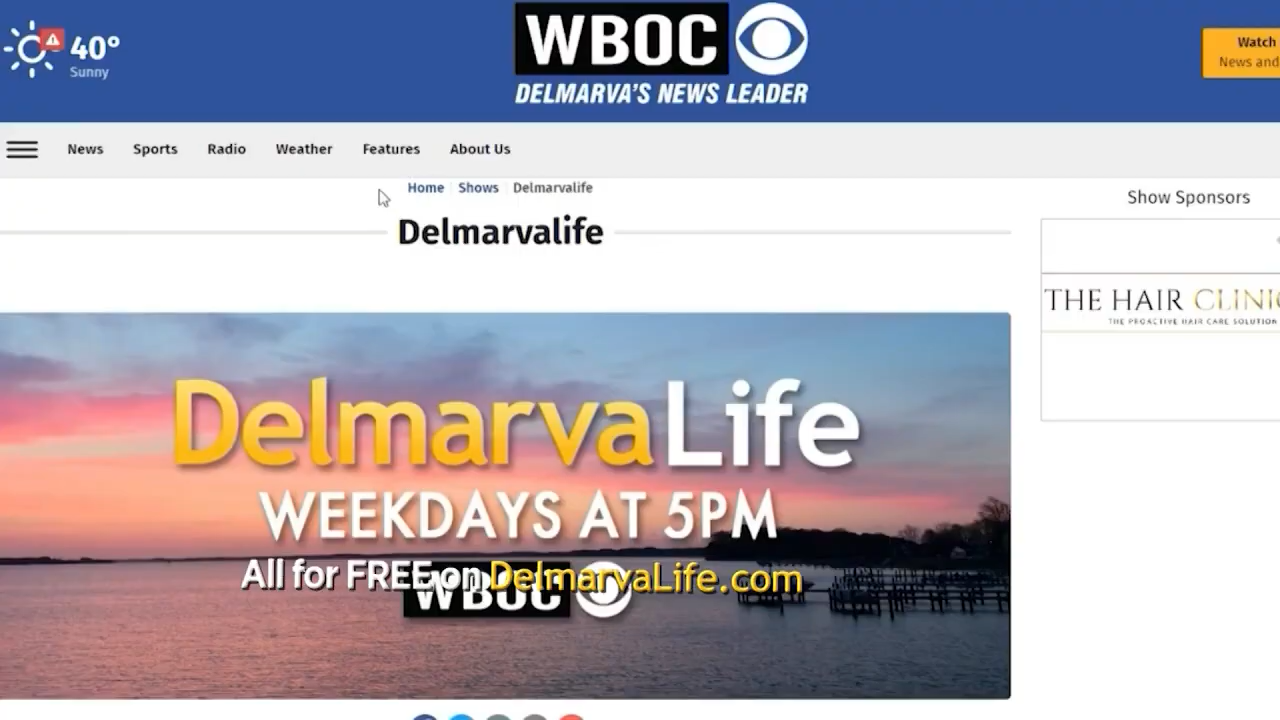 40°
Sunny
WBOC
DELMARVA'S NEWS LEADER
Watch
News and
News Sports Radio Weather Features About Us
Home Shows Delmarvalife
Delmarvalife
Show Sponsors
THE HAIR CLINIC
THE PROACTIVE HAIR CARE SOLUTION
DelmarvaLife
WEEKDAYS AT 5PM
All for FREE on DelmarvaLife.com
WBOC